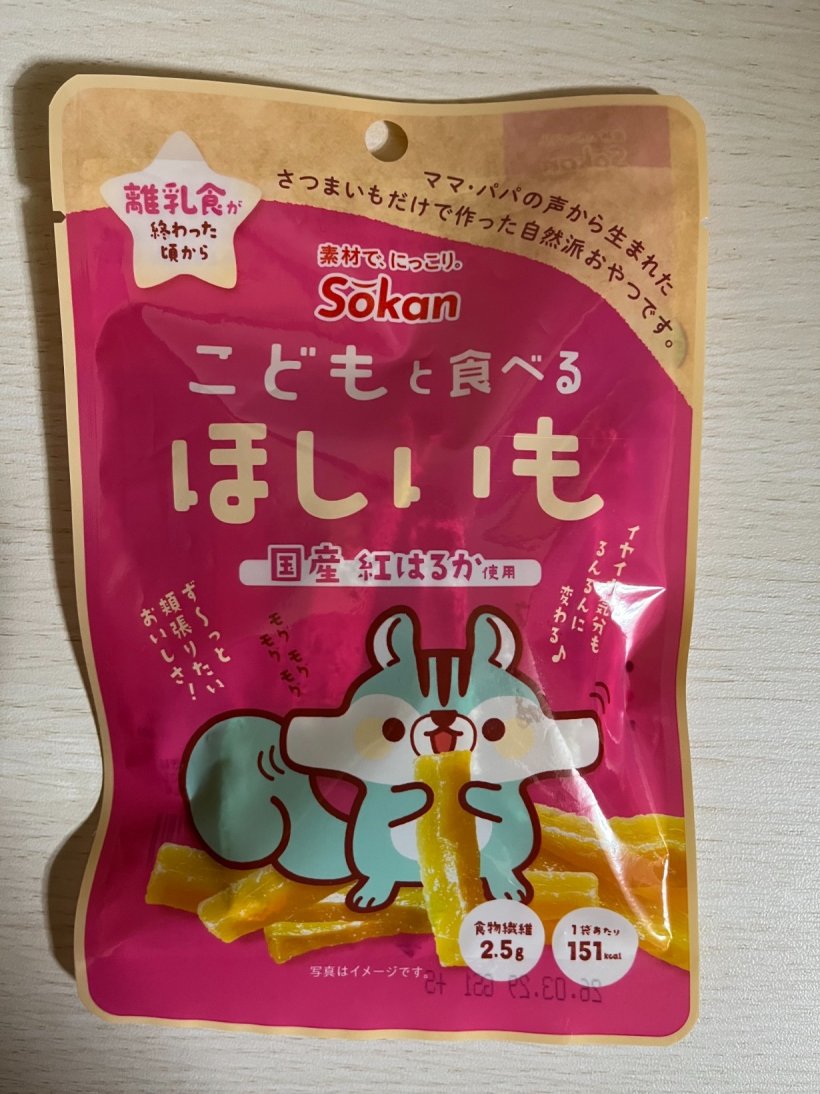 離乳食が
終わった
頃から
ママ・パパの声から生まれた
さつまいもだけで作った自然派おやつです。
素材で、にっこり。
Sokan
こどもと食べる
ほしいも
国産 紅はるか使用
ず〜っと
頬張りたい
おいしさ!
モグモグ
モグモグ
気分も
るんるんに
変わる♪
食物繊維
2.5g
1袋あたり
151kcal
写真はイメージです。
26.03.29